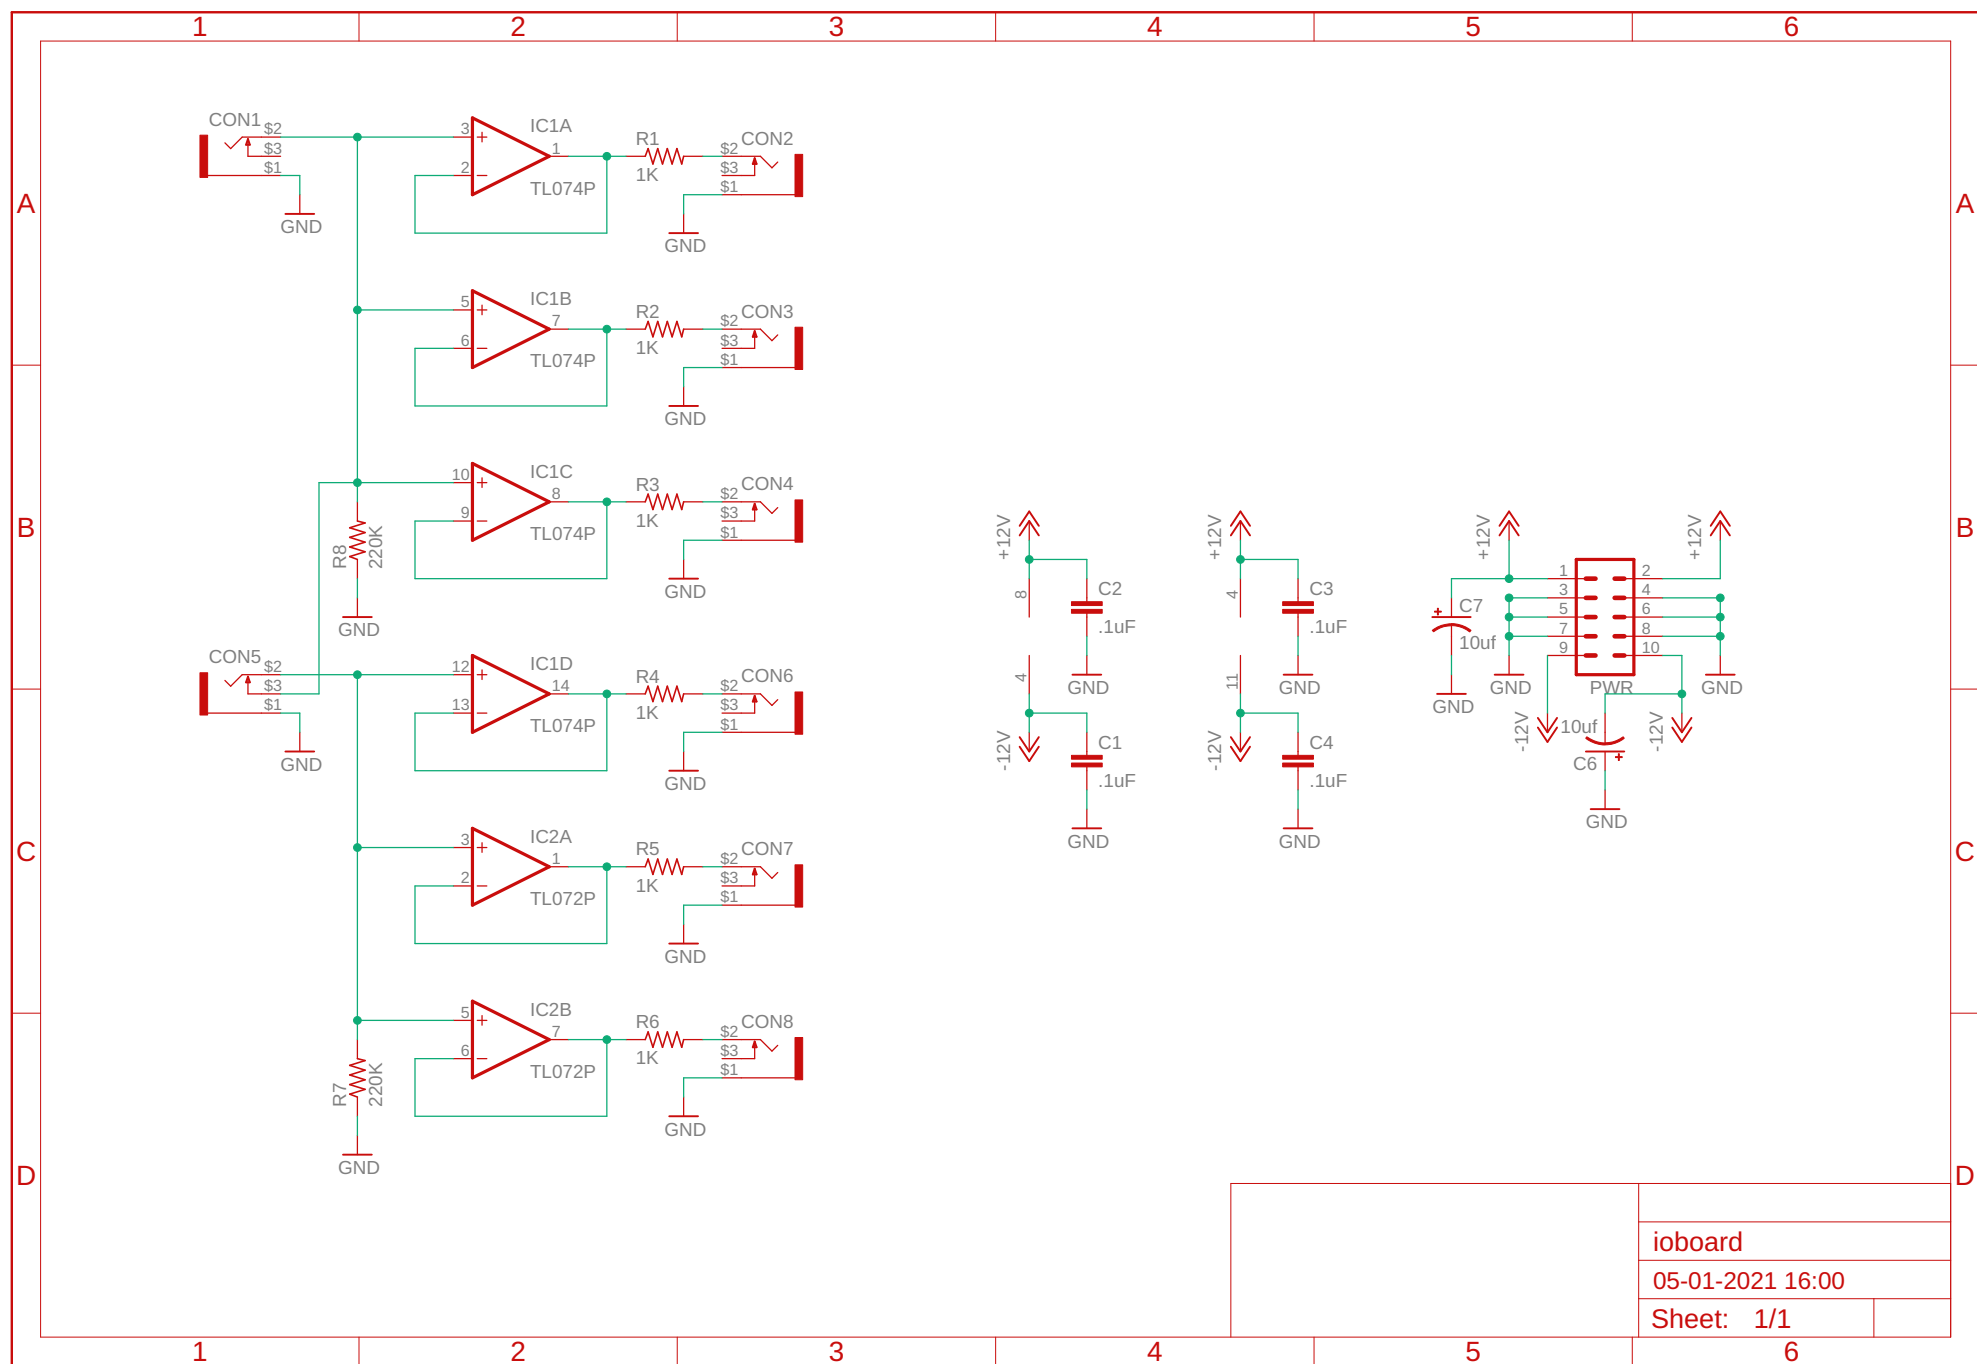 1 2 3 4 5 6
A A
B B
C C
D D
CON1
$2
$3
$1
GND
3
2
IC1A
1
TL074P
R1
1K
CON2
$2
$3
$1
GND
5
6
IC1B
7
TL074P
R2
1K
CON3
$2
$3
$1
GND
10
9
IC1C
8
TL074P
R3
1K
CON4
$2
$3
$1
GND
R8
220K
GND
CON5
$2
$3
$1
GND
12
13
IC1D
14
TL074P
R4
1K
CON6
$2
$3
$1
GND
3
2
IC2A
1
TL072P
R5
1K
CON7
$2
$3
$1
GND
5
6
IC2B
7
TL072P
R6
1K
CON8
$2
$3
$1
GND
R7
220K
GND
+12V
8
C2
.1uF
GND
4
-12V
C1
.1uF
GND
+12V
4
C3
.1uF
GND
11
-12V
C4
.1uF
GND
+12V
+12V
C7
10uf
GND
1 2
3 4
5 6
7 8
9 10
GND
PWR
GND
-12V
10uf
C6
-12V
GND
ioboard
05-01-2021 16:00
Sheet: 1/1
1 2 3 4 5 6